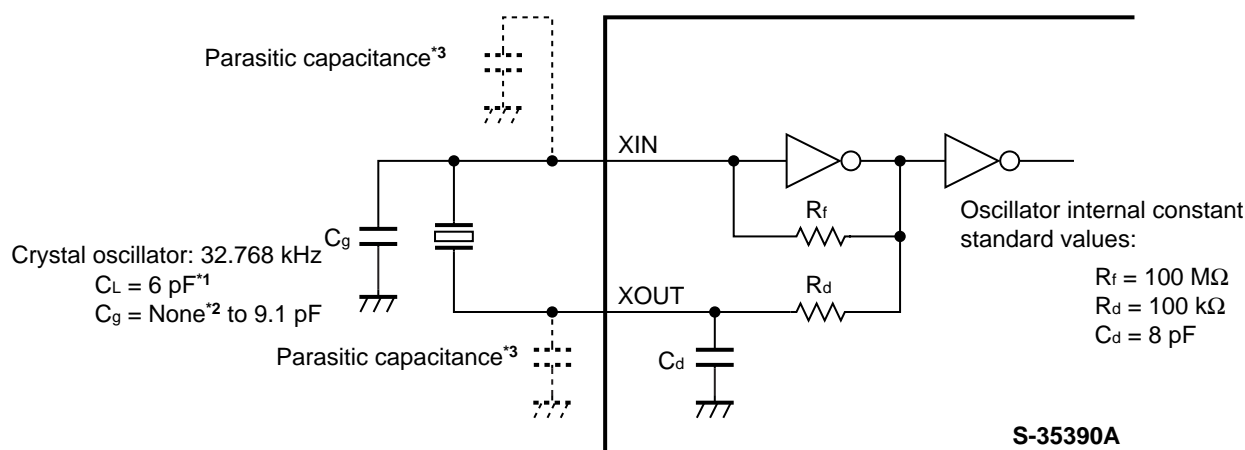 Parasitic capacitance*3
XIN
Cg
Rf
Oscillator internal constant
standard values:
Crystal oscillator: 32.768 kHz
CL = 6 pF*1
Cg = None*2 to 9.1 pF
Rf = 100 MΩ
Rd = 100 kΩ
Cd = 8 pF
XOUT
Rd
Parasitic capacitance*3
Cd
S-35390A